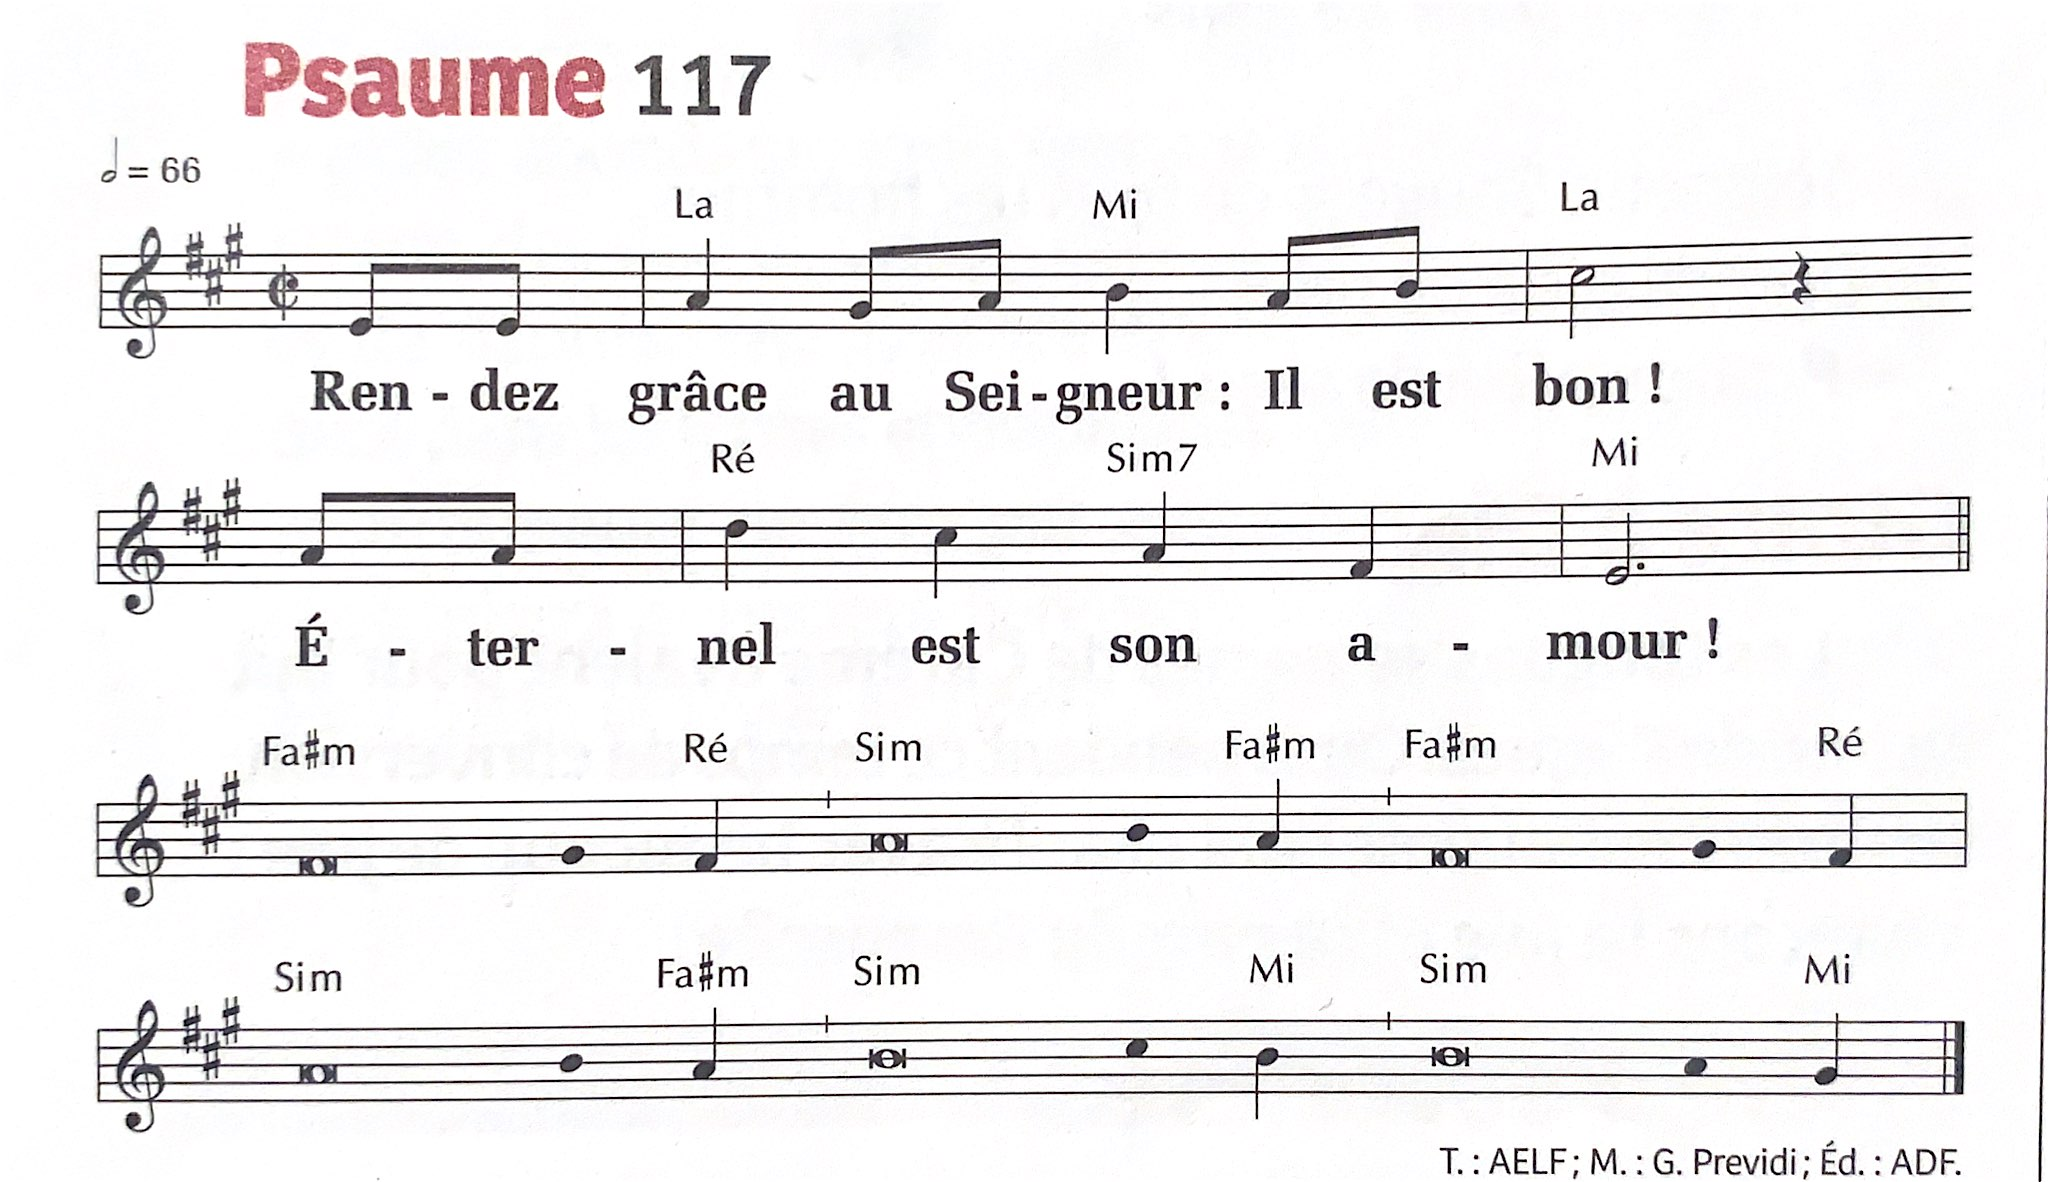 Psaume 117
= 66
La Mi La
Ren - dez grâce au Sei - gneur : Il est bon !
Ré Sim7 Mi
É - ter - nel est son a - mour !
Fa♯m Ré Sim Fa♯m Fa♯m Ré
Sim Fa♯m Sim Mi Sim Mi
T. : AELF ; M. : G. Previdi ; Éd. : ADF.